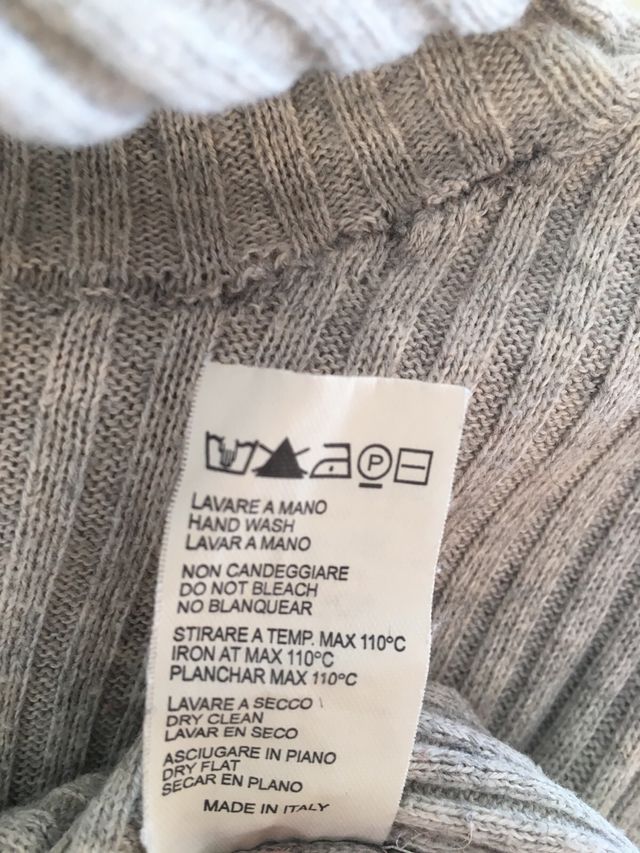 P
LAVARE A MANO
HAND WASH
LAVAR A MANO
NON CANDEGGIARE
DO NOT BLEACH
NO BLANQUEAR
STIRARE A TEMP. MAX 110°C
IRON AT MAX 110°C
PLANCHAR MAX 110°C
LAVARE A SECCO
DRY CLEAN
LAVAR EN SECO
ASCIUGARE IN PIANO
DRY FLAT
SECAR EN PLANO
MADE IN ITALY